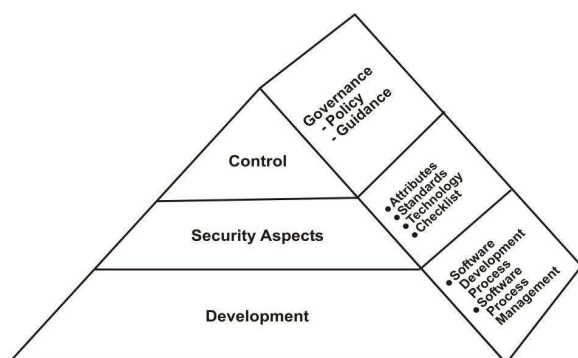 Governance
- Policy
- Guidance
Control
• Attributes
• Standards
• Technology
• Checklist
Security Aspects
• Software
Development
Process
• Software
Process
Management
Development